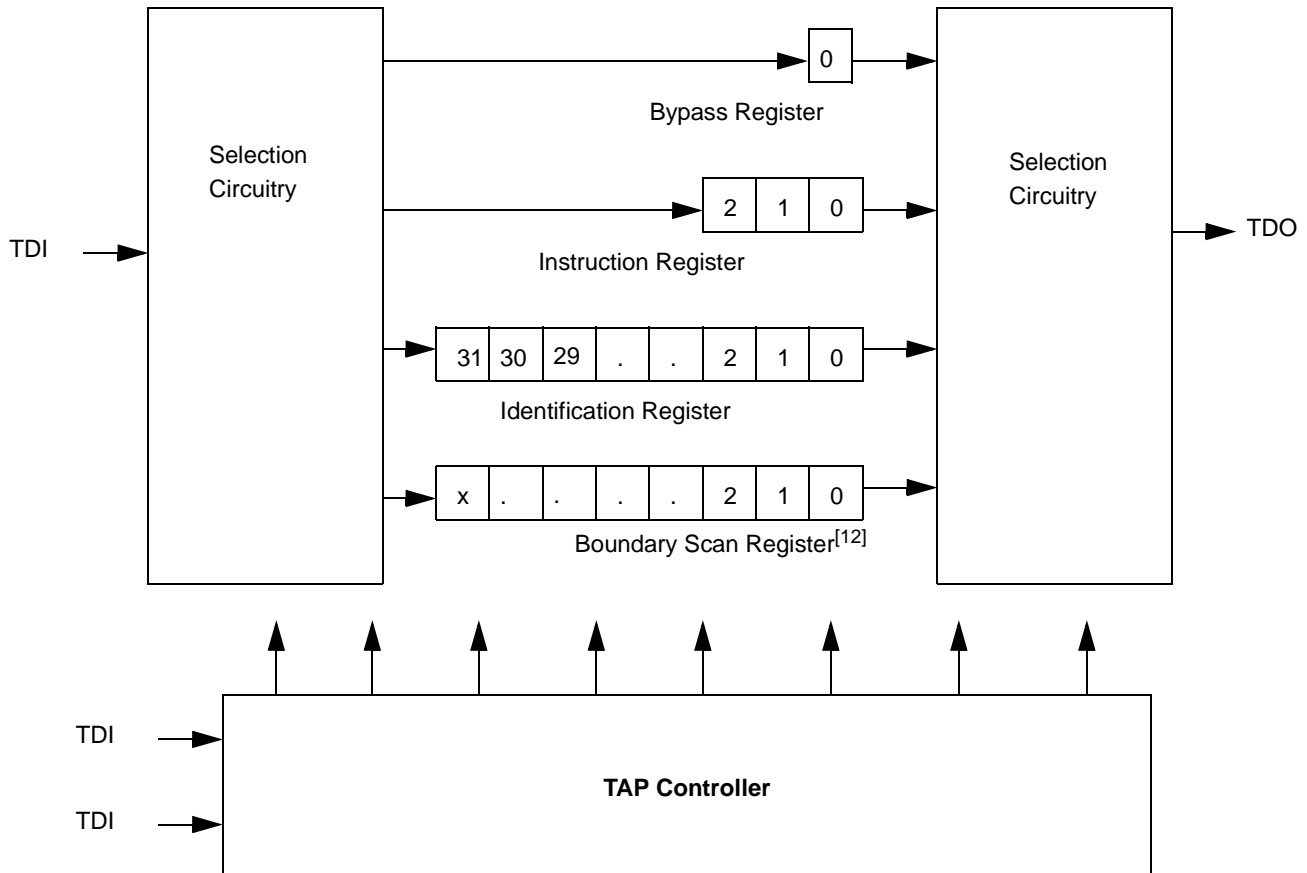 0
Bypass Register
Selection
Circuitry
Selection
Circuitry
2 1 0
TDI
TDO
Instruction Register
31 30 29 . . 2 1 0
Identification Register
x . . . . 2 1 0
Boundary Scan Register[12]
TDI
TAP Controller
TDI